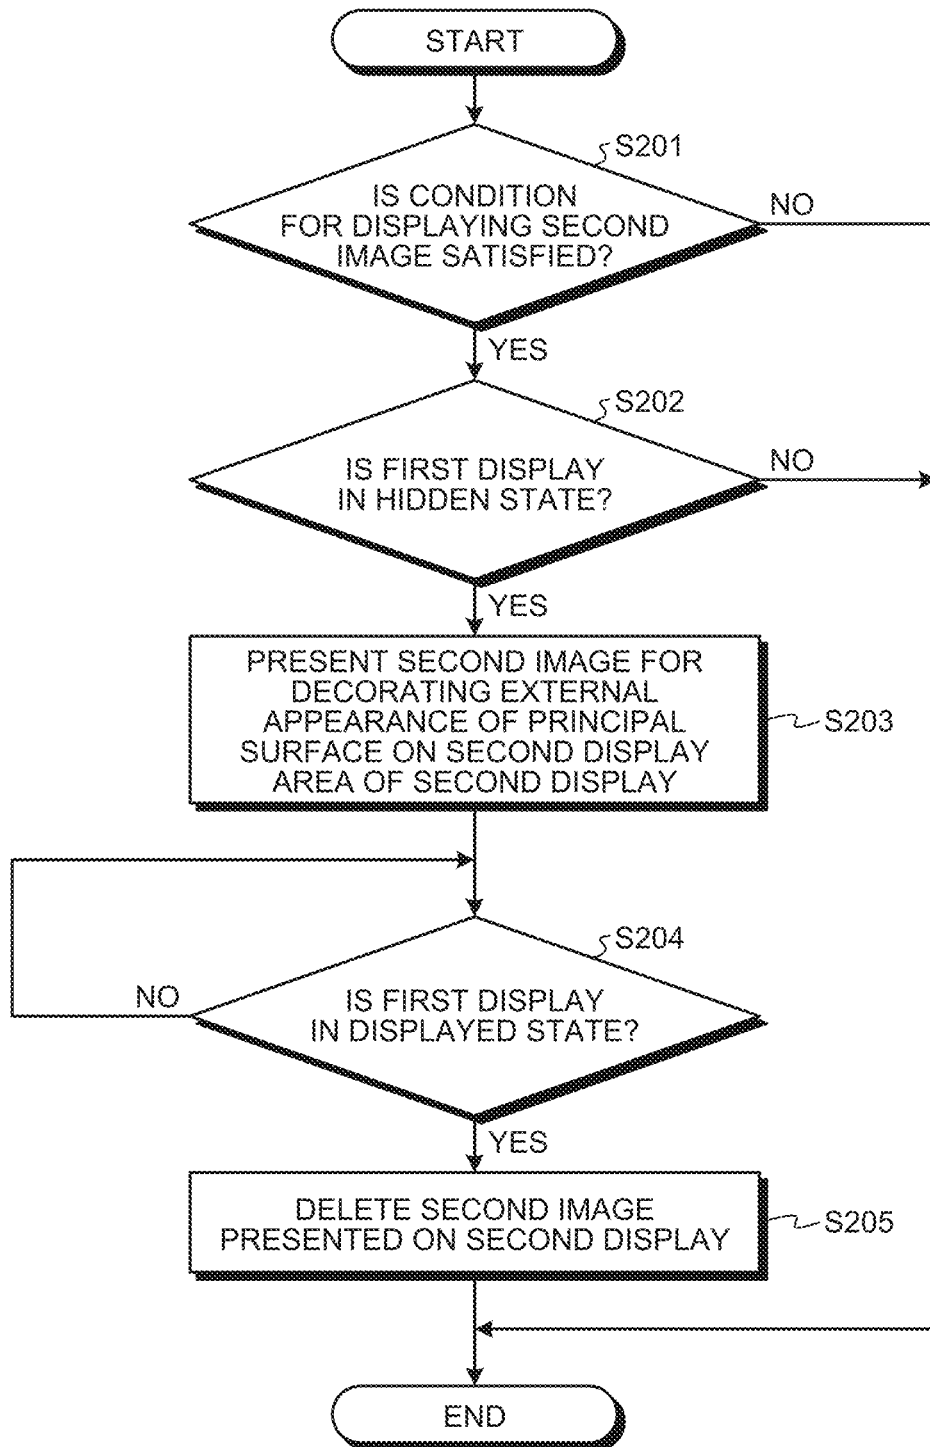 START
S201
IS CONDITION
FOR DISPLAYING SECOND
IMAGE SATISFIED?
NO
YES
S202
IS FIRST DISPLAY
IN HIDDEN STATE?
NO
YES
PRESENT SECOND IMAGE FOR
DECORATING EXTERNAL
APPEARANCE OF PRINCIPAL
SURFACE ON SECOND DISPLAY
AREA OF SECOND DISPLAY
S203
S204
IS FIRST DISPLAY
IN DISPLAYED STATE?
NO
YES
DELETE SECOND IMAGE
PRESENTED ON SECOND DISPLAY
S205
END